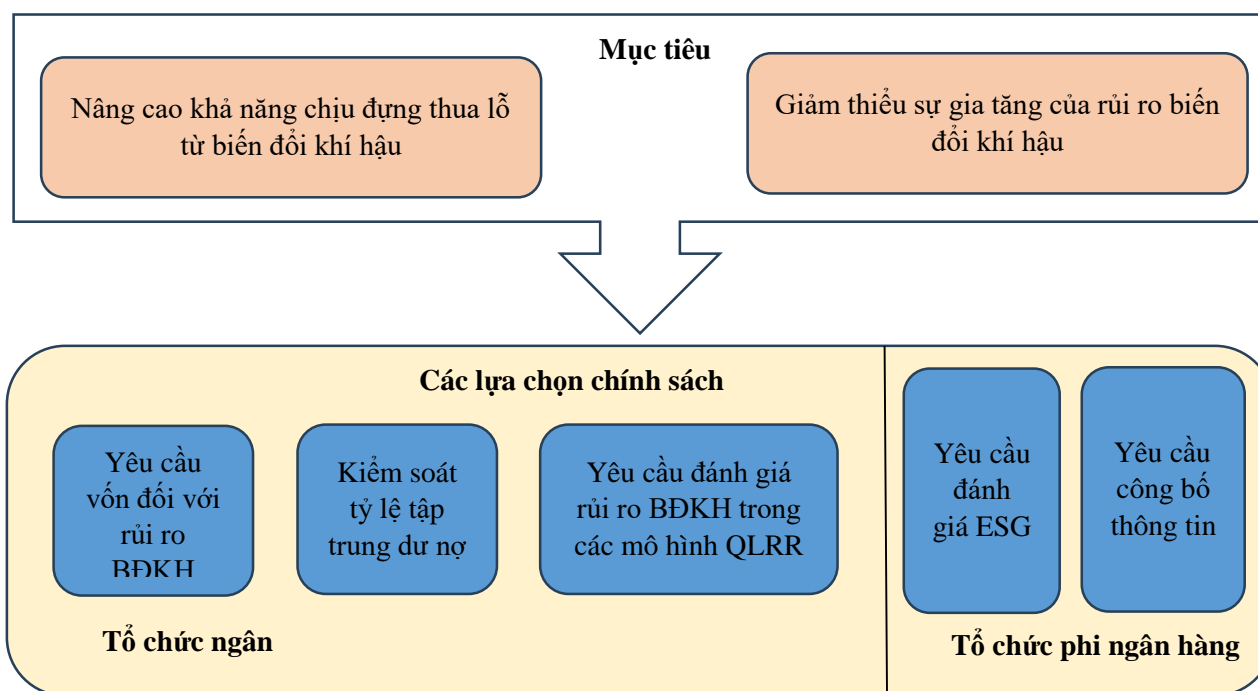 Mục tiêu
Nâng cao khả năng chịu đựng thua lỗ
từ biến đổi khí hậu
Giảm thiểu sự gia tăng của rủi ro biến
đổi khí hậu
Các lựa chọn chính sách
Yêu cầu
vốn đối với
rủi ro
BĐKH
Kiểm soát
tỷ lệ tập
trung dư nợ
Yêu cầu đánh giá
rủi ro BĐKH trong
các mô hình QLRR
Yêu cầu
đánh
giá ESG
Yêu cầu
công bố
thông tin
Tổ chức ngân
Tổ chức phi ngân hàng